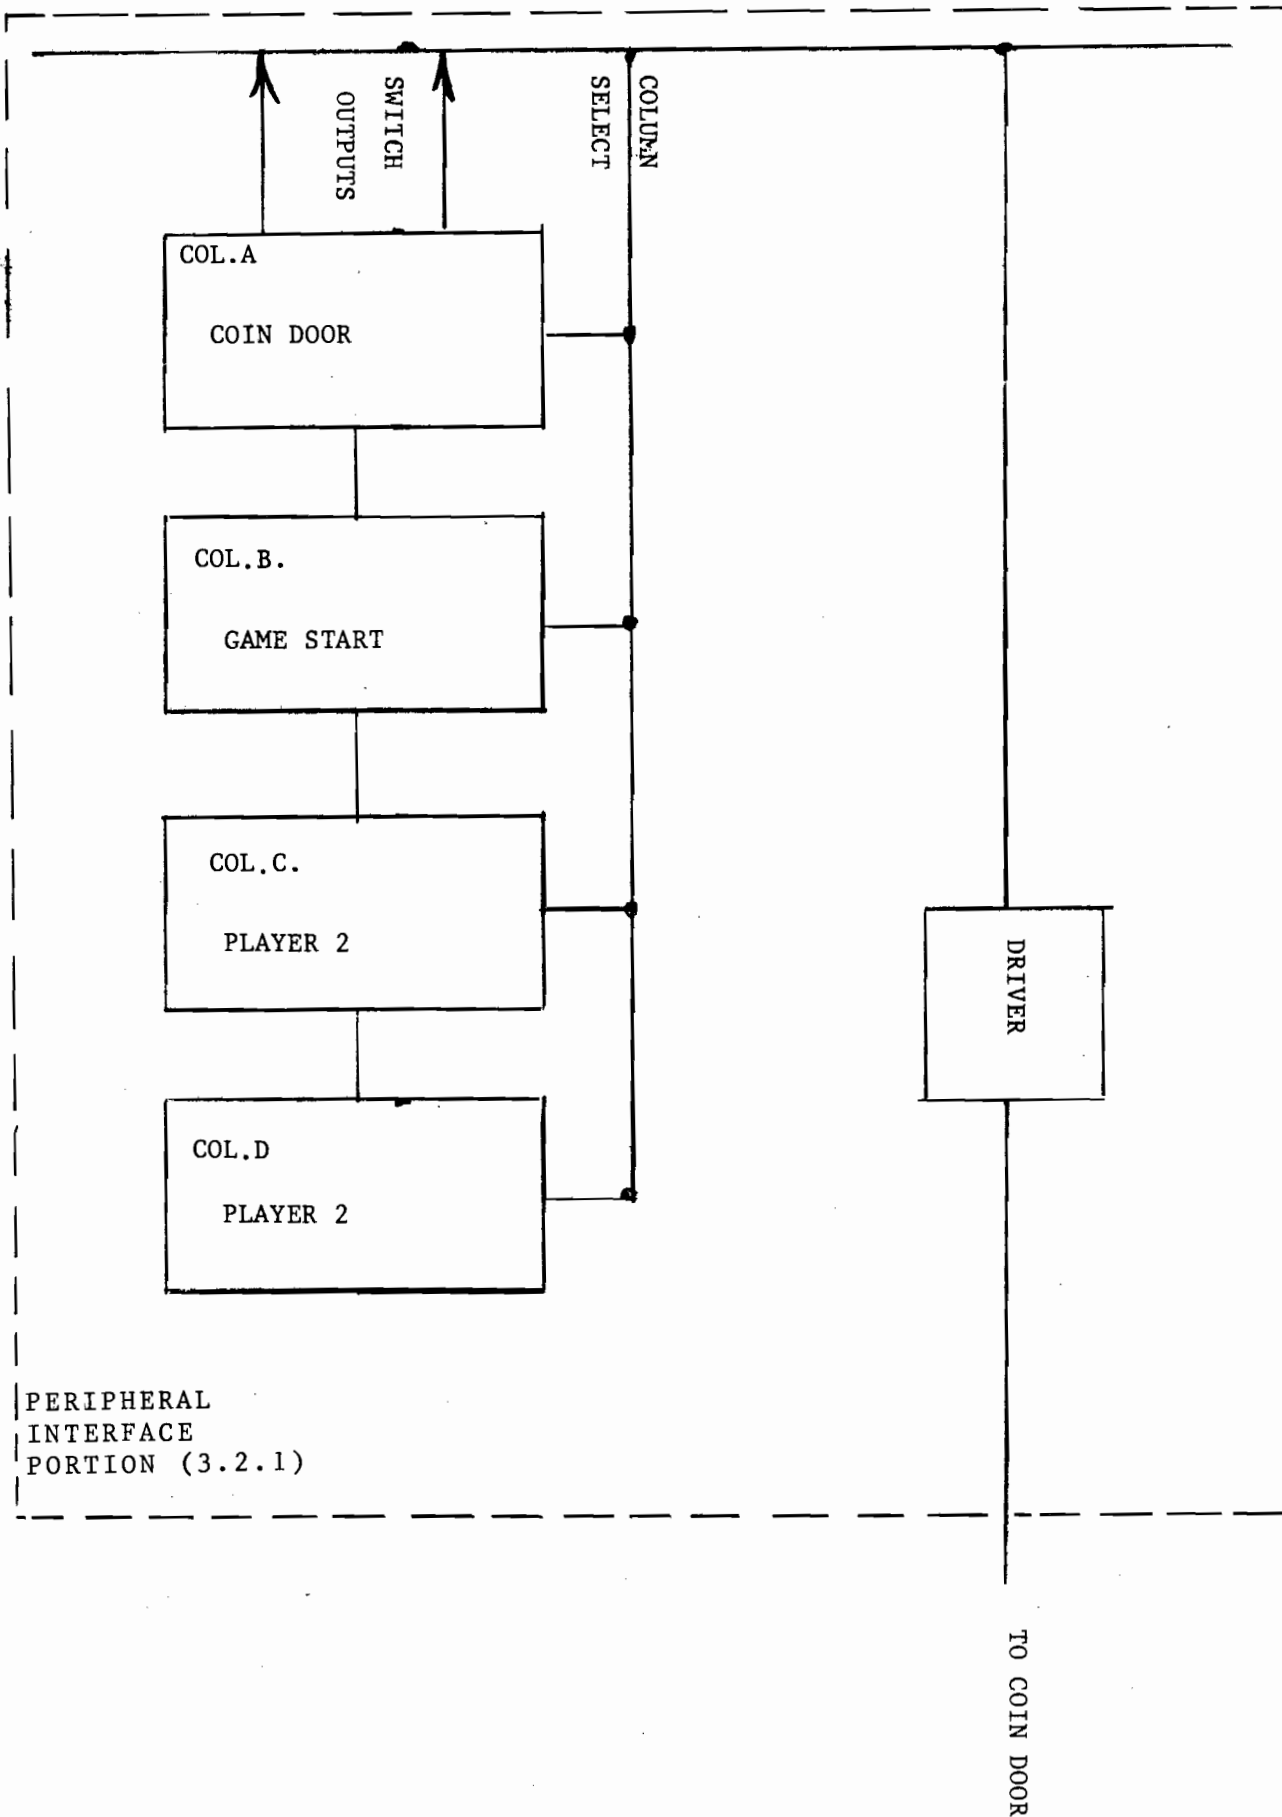 SWITCH
OUTPUTS
COLUMN
SELECT
COL.A
COIN DOOR
COL.B.
GAME START
COL.C.
PLAYER 2
COL.D
PLAYER 2
DRIVER
PERIPHERAL
INTERFACE
PORTION (3.2.1)
TO COIN DOOR